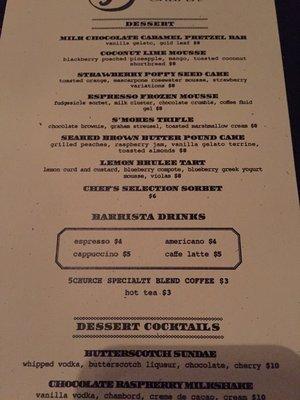 DESSERT
MILK CHOCOLATE CARAMEL PRETZEL BAR
vanilla gelato, gold leaf $8
COCONUT LIME MOUSSE
blackberry poached pineapple, mango, toasted coconut
shortbread $8
STRAWBERRY POPPY SEED CAKE
toasted orange, mascarpone rosewater mousse, strawberry
variations $8
ESPRESSO FROZEN MOUSSE
fudgesicle sorbet, milk cluster, chocolate crumble, coffee fluid
gel $8
S'MORES TRIFLE
chocolate brownie, graham streusel, toasted marshmallow cream $8
SEARED BROWN BUTTER POUND CAKE
grilled peaches, raspberry jam, vanilla gelato terrine,
toasted almonds $8
LEMON BRULEE TART
lemon curd and custard, blueberry compote, blueberry greek yogurt
mousse, violas $8
CHEF'S SELECTION SORBET
$6
BARRISTA DRINKS
espresso $4 americano $4
cappuccino $5 caffe latte $5
5CHURCH SPECIALTY BLEND COFFEE $3
hot tea $3
DESSERT COCKTAILS
BUTTERSCOTCH SUNDAE
whipped vodka, butterscotch liqueur, chocolate, cherry $10
CHOCOLATE RASPBERRY MILKSHAKE
vanilla vodka, chambord, creme de cacao, cream $10